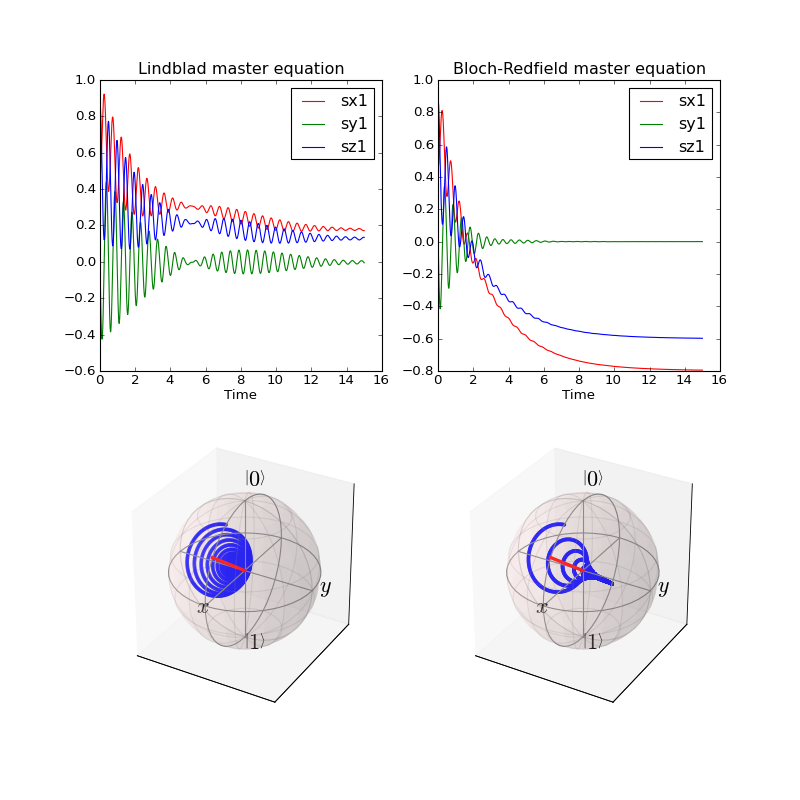 Lindblad master equation
1.0
0.8
0.6
0.4
0.2
0.0
−0.2
−0.4
−0.6
0 2 4 6 8 10 12 14 16
Time
sx1
sy1
sz1
Bloch-Redfield master equation
1.0
0.8
0.6
0.4
0.2
0.0
−0.2
−0.4
−0.6
−0.8
0 2 4 6 8 10 12 14 16
Time
sx1
sy1
sz1
|0⟩
x
y
|1⟩
|0⟩
x
y
|1⟩